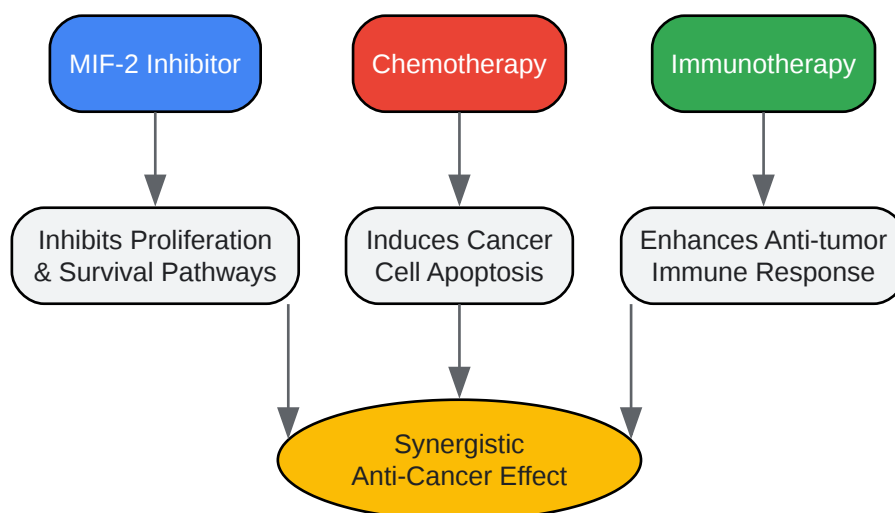 MIF-2 Inhibitor
Chemotherapy
Immunotherapy
Inhibits Proliferation
& Survival Pathways
Induces Cancer
Cell Apoptosis
Enhances Anti-tumor
Immune Response
Synergistic
Anti-Cancer Effect